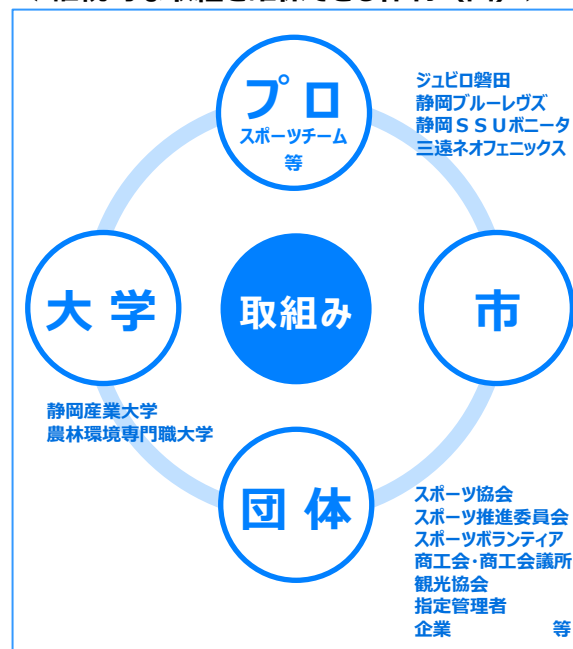 プロ
スポーツチーム
等
ジュビロ磐田
静岡ブルーレヴズ
静岡ＳＳＵボニータ
三遠ネオフェニックス
大学
取組み
市
静岡産業大学
農林環境専門職大学
団体
スポーツ協会
スポーツ推進委員会
スポーツボランティア
商工会・商工会議所
観光協会
指定管理者
企業 等